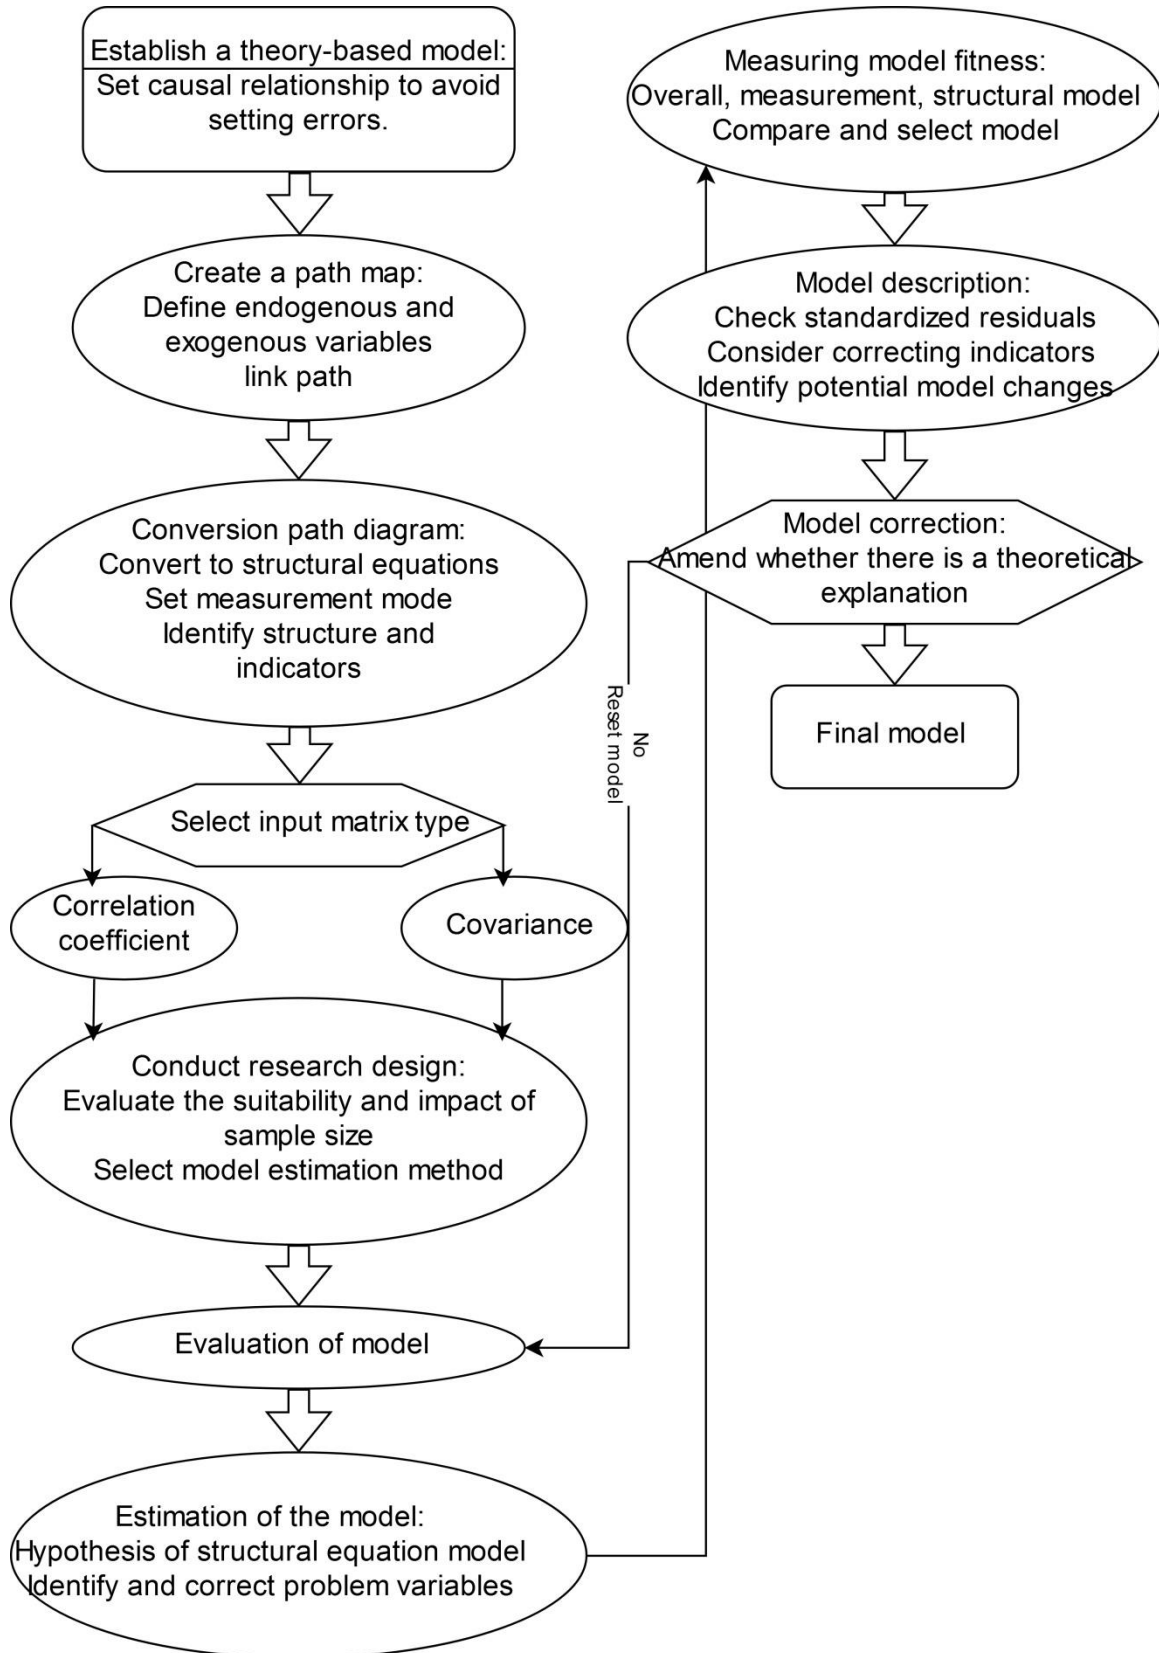 Establish a theory-based model:
Set causal relationship to avoid
setting errors.
Create a path map:
Define endogenous and
exogenous variables
link path
Conversion path diagram:
Convert to structural equations
Set measurement mode
Identify structure and
indicators
Select input matrix type
Correlation
coefficient
Covariance
Conduct research design:
Evaluate the suitability and impact of
sample size
Select model estimation method
Evaluation of model
Estimation of the model:
Hypothesis of structural equation model
Identify and correct problem variables
Measuring model fitness:
Overall, measurement, structural model
Compare and select model
Model description:
Check standardized residuals
Consider correcting indicators
Identify potential model changes
Model correction:
Amend whether there is a theoretical
explanation
No
Reset model
Final model